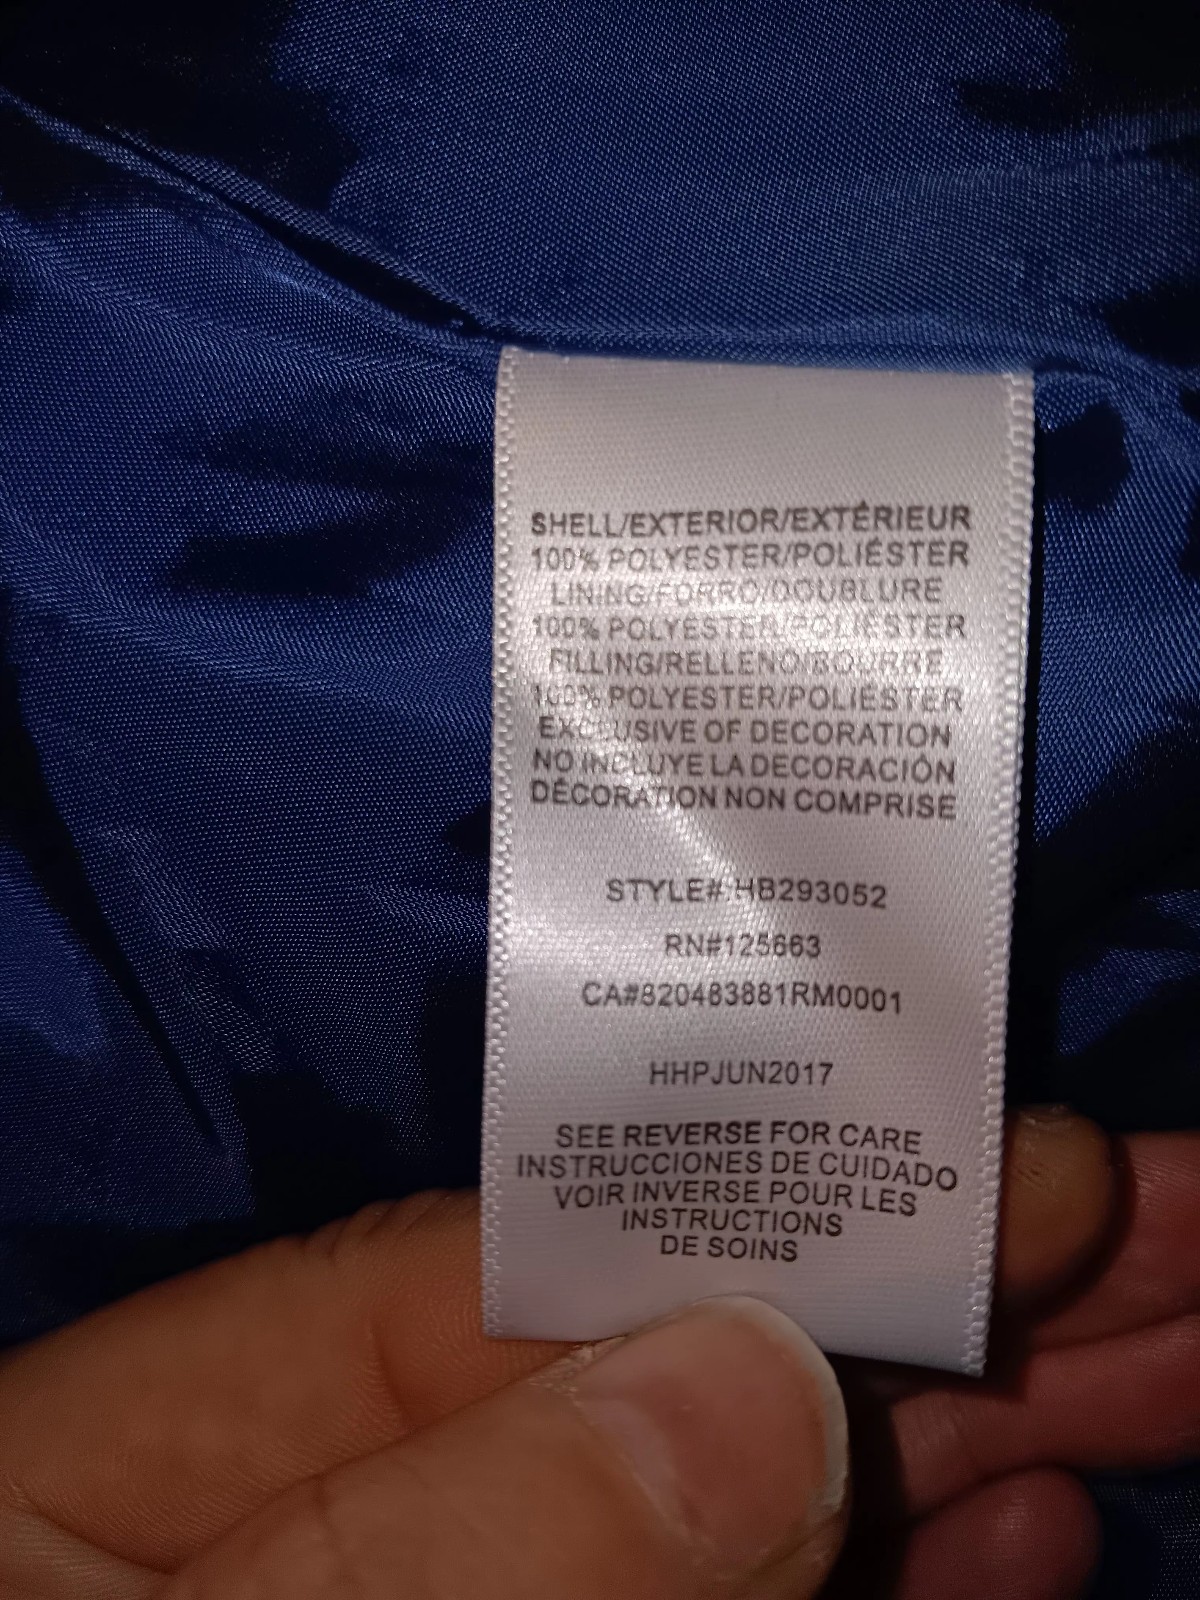 SHELL/EXTERIOR/EXTÉRIEUR
100% POLYESTER/POLIÉSTER
LINING/FORRO/DOUBLURE
100% POLYESTER/POLIÉSTER
FILLING/RELLENO/BOURRE
100% POLYESTER/POLIÉSTER
EXCLUSIVE OF DECORATION
NO INCLUYE LA DECORACIÓN
DÉCORATION NON COMPRISE
STYLE# HB293052
RN#125663
CA#820483881RM0001
HHPJUN2017
SEE REVERSE FOR CARE
INSTRUCCIONES DE CUIDADO
VOIR INVERSE POUR LES
INSTRUCTIONS
DE SOINS